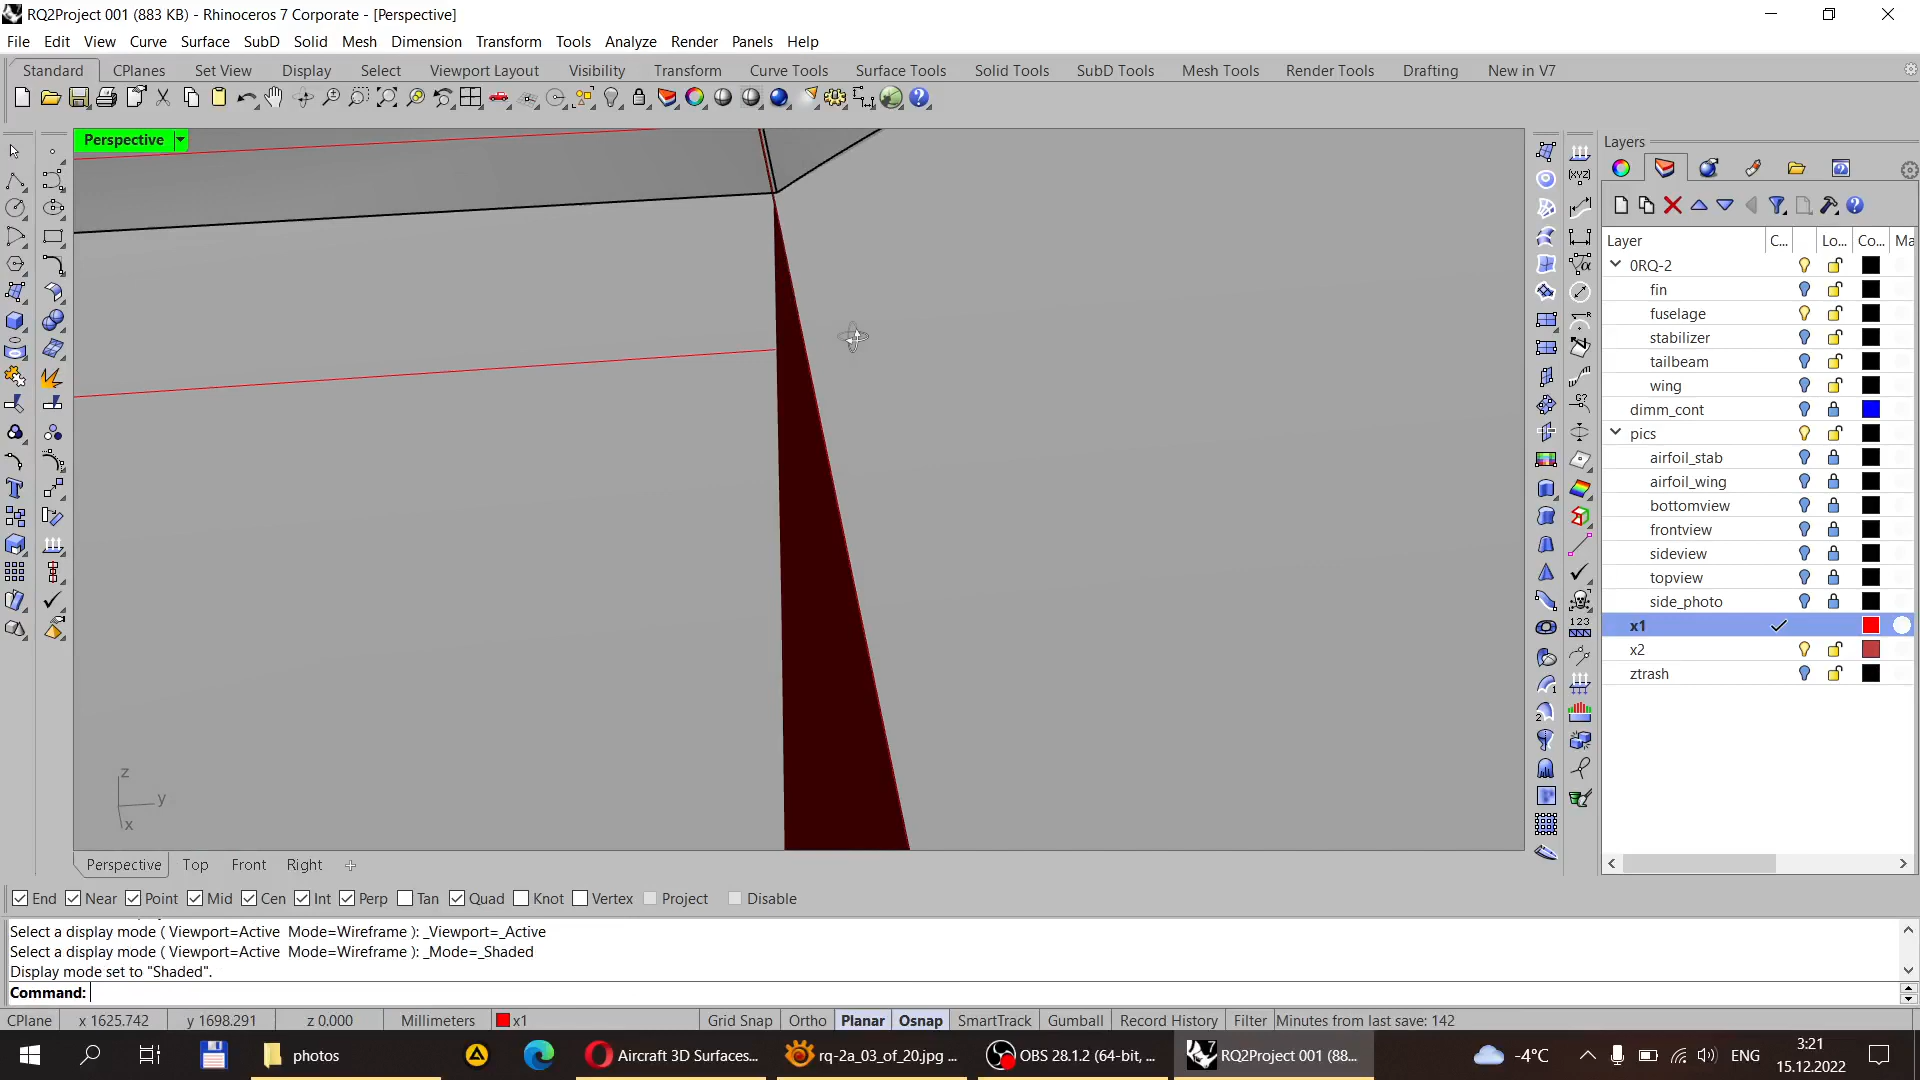 RQ2Project 001 (883 KB) - Rhinoceros 7 Corporate - [Perspective]
File Edit View Curve Surface SubD Solid Mesh Dimension Transform Tools Analyze Render Panels Help
Standard CPlanes Set View Display Select Viewport Layout Visibility Transform Curve Tools Surface Tools Solid Tools SubD Tools Mesh Tools Render Tools Drafting New in V7
Perspective
Layers
Layer C... Lo... Co... Ma
0RQ-2
fin
fuselage
stabilizer
tailbeam
wing
dimm_cont
pics
airfoil_stab
airfoil_wing
bottomview
frontview
sideview
topview
side_photo
x1
x2
ztrash
z
y
x
Perspective Top Front Right
End Near Point Mid Cen Int Perp Tan Quad Knot Vertex Project Disable
Select a display mode ( Viewport=Active Mode=Wireframe ): _Viewport=_Active
Select a display mode ( Viewport=Active Mode=Wireframe ): _Mode=_Shaded
Display mode set to "Shaded".
Command:
CPlane x 1625.742 y 1698.291 z 0.000 Millimeters x1 Grid Snap Ortho Planar Osnap SmartTrack Gumball Record History Filter Minutes from last save: 142
photos Aircraft 3D Surfaces... rq-2a_03_of_20.jpg ... OBS 28.1.2 (64-bit, ... RQ2Project 001 (88... -4°C ENG 3:21
15.12.2022